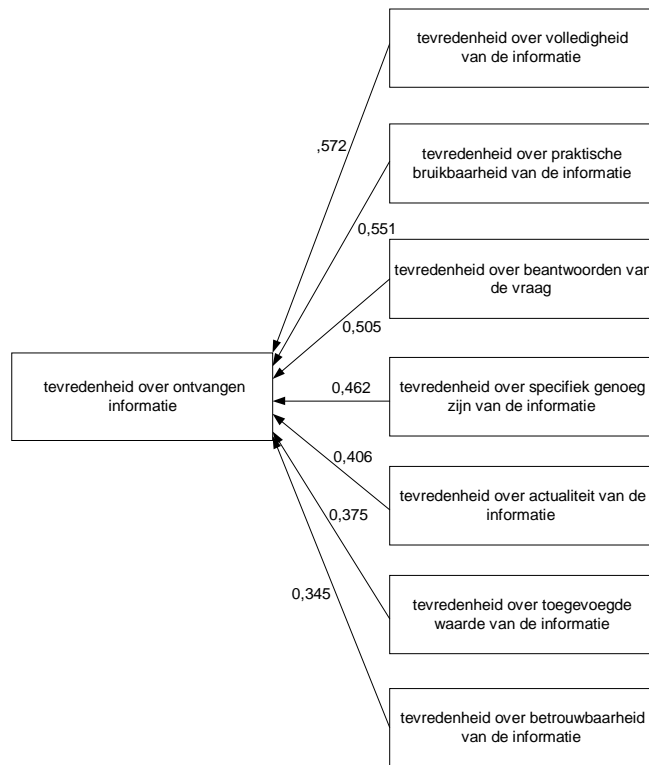 tevredenheid over volledigheid
van de informatie
,572
tevredenheid over praktische
bruikbaarheid van de informatie
0,551
tevredenheid over beantwoorden van
de vraag
0,505
tevredenheid over ontvangen
informatie
0,462
tevredenheid over specifiek genoeg
zijn van de informatie
0,406
tevredenheid over actualiteit van de
informatie
0,375
tevredenheid over toegevoegde
waarde van de informatie
0,345
tevredenheid over betrouwbaarheid
van de informatie